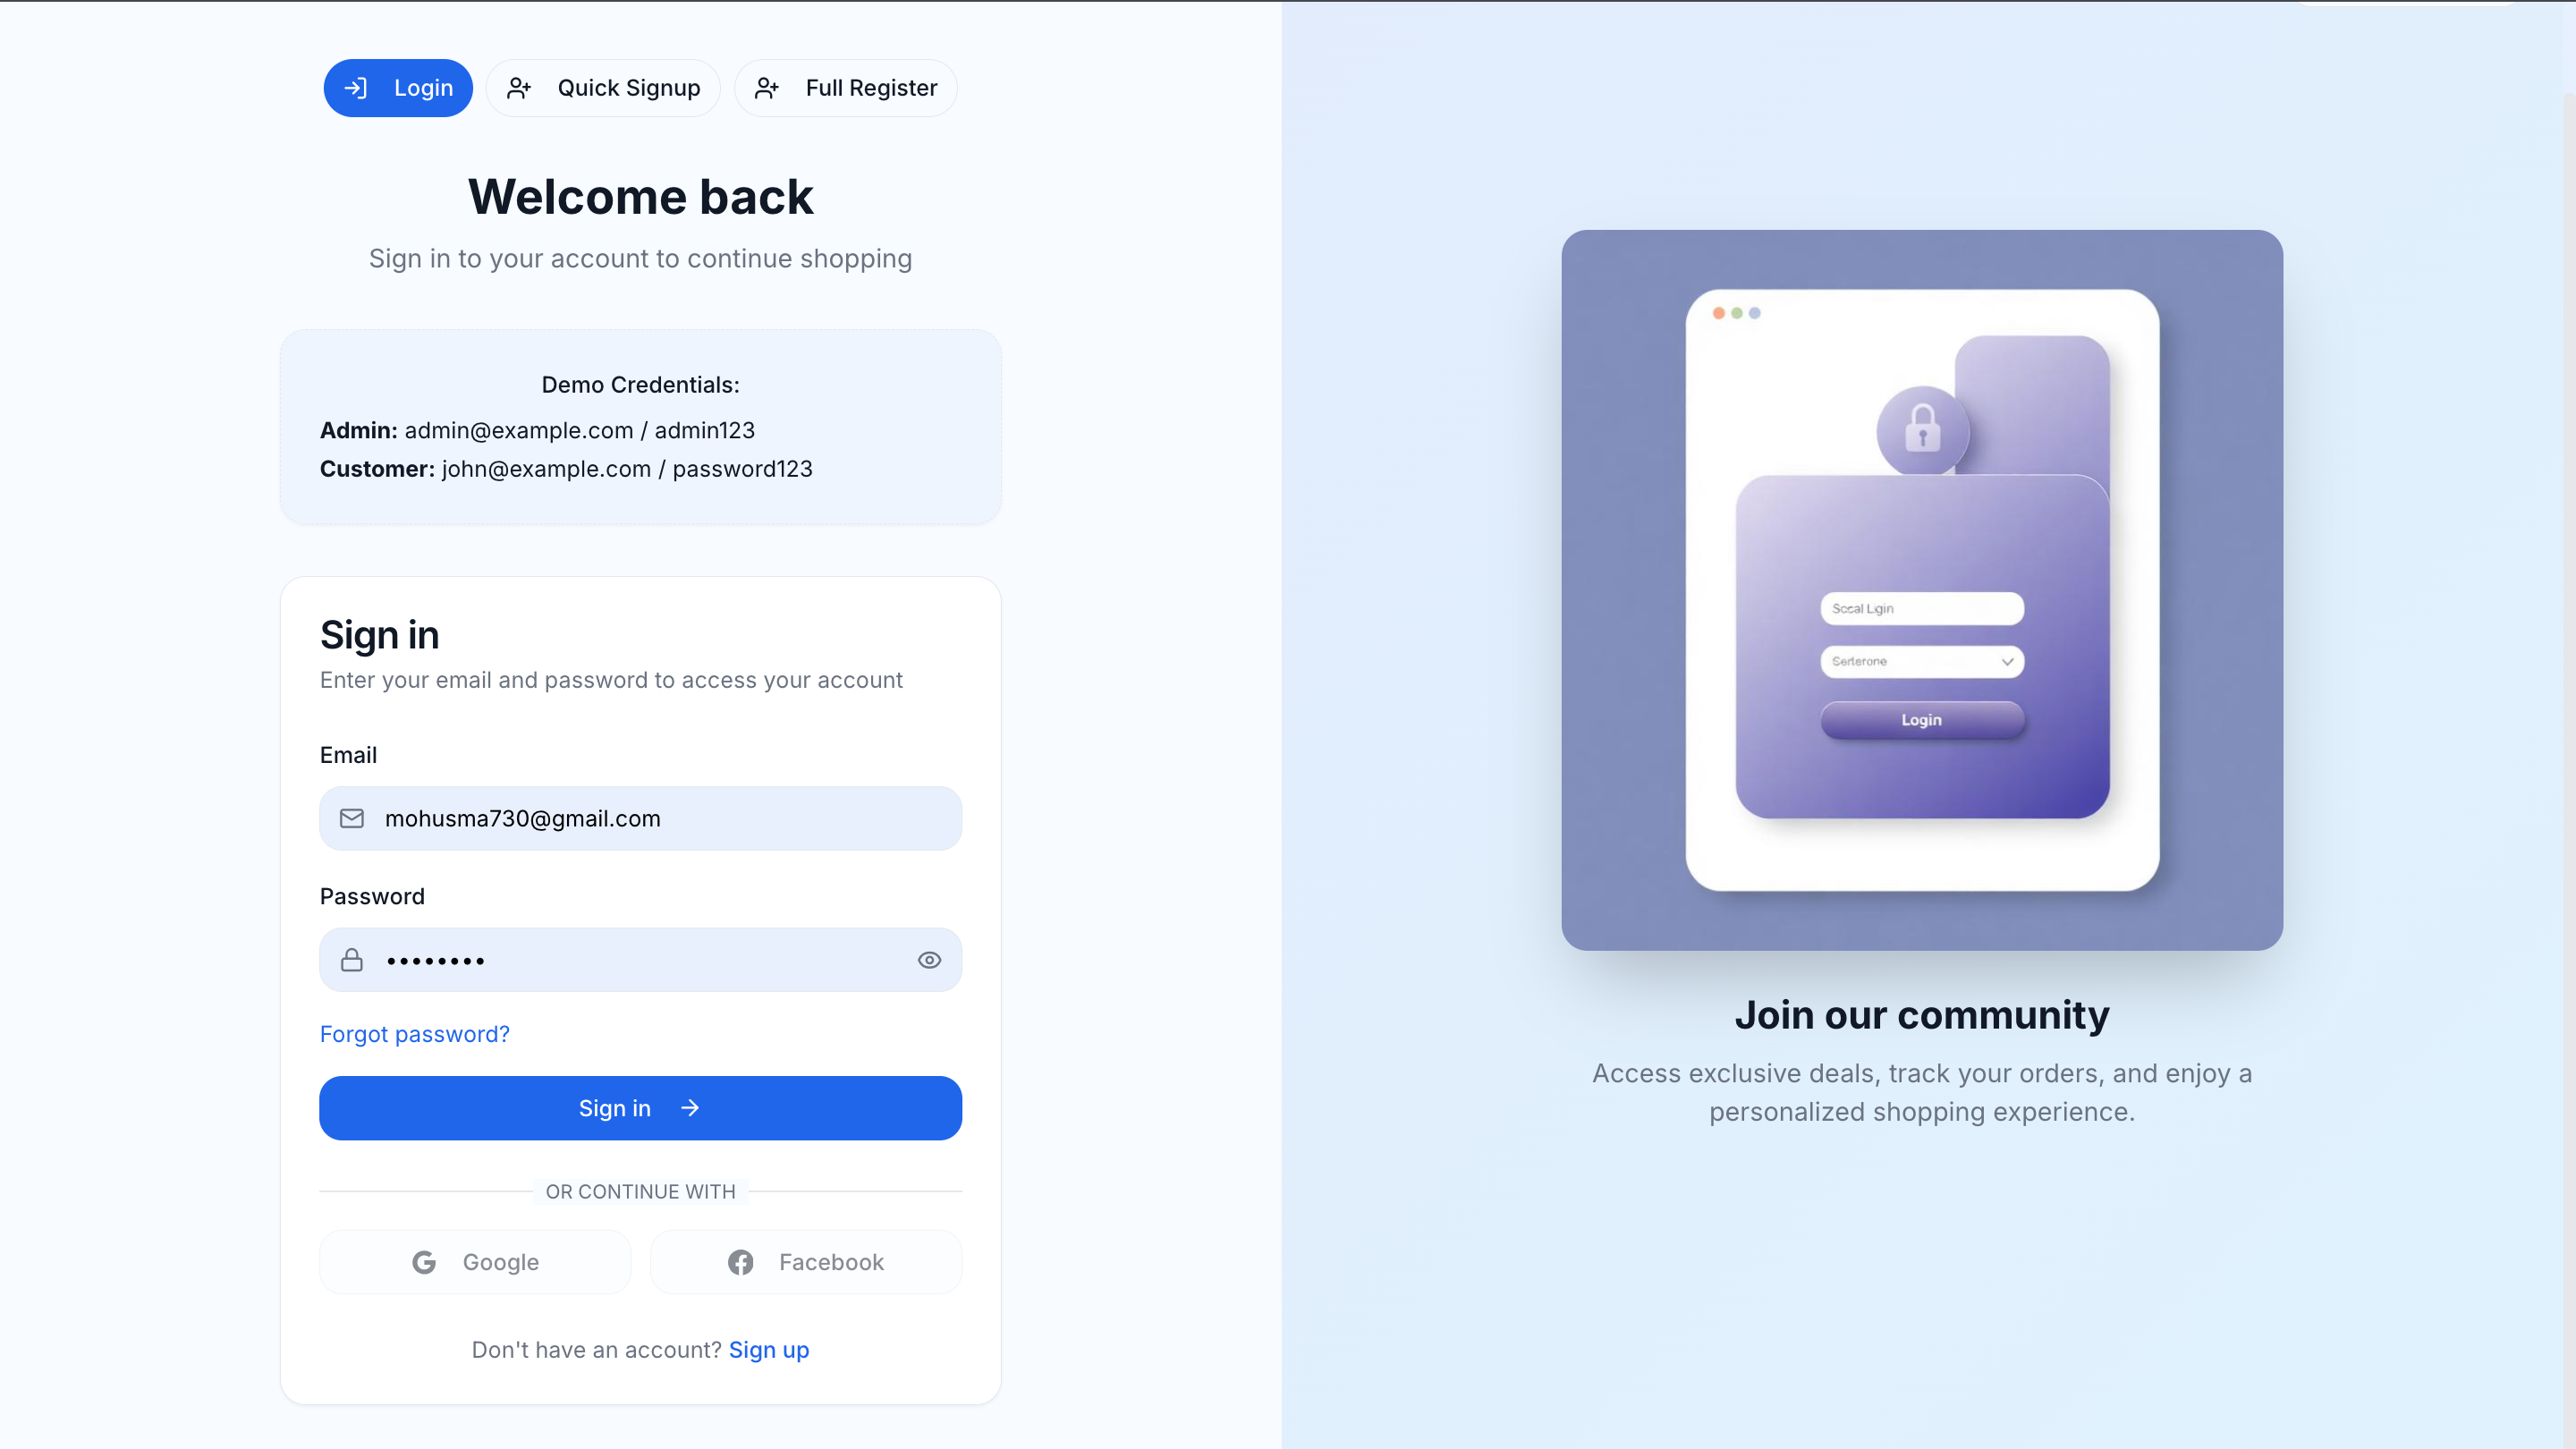 Login
Quick Signup
Full Register
Welcome back
Sign in to your account to continue shopping
Demo Credentials:
Admin: admin@example.com / admin123
Customer: john@example.com / password123
Sign in
Enter your email and password to access your account
Email
mohusma730@gmail.com
Password
Forgot password?
Sign in
OR CONTINUE WITH
Google
Facebook
Don't have an account? Sign up
Socal Ligin
Serterone
Login
Join our community
Access exclusive deals, track your orders, and enjoy a
personalized shopping experience.